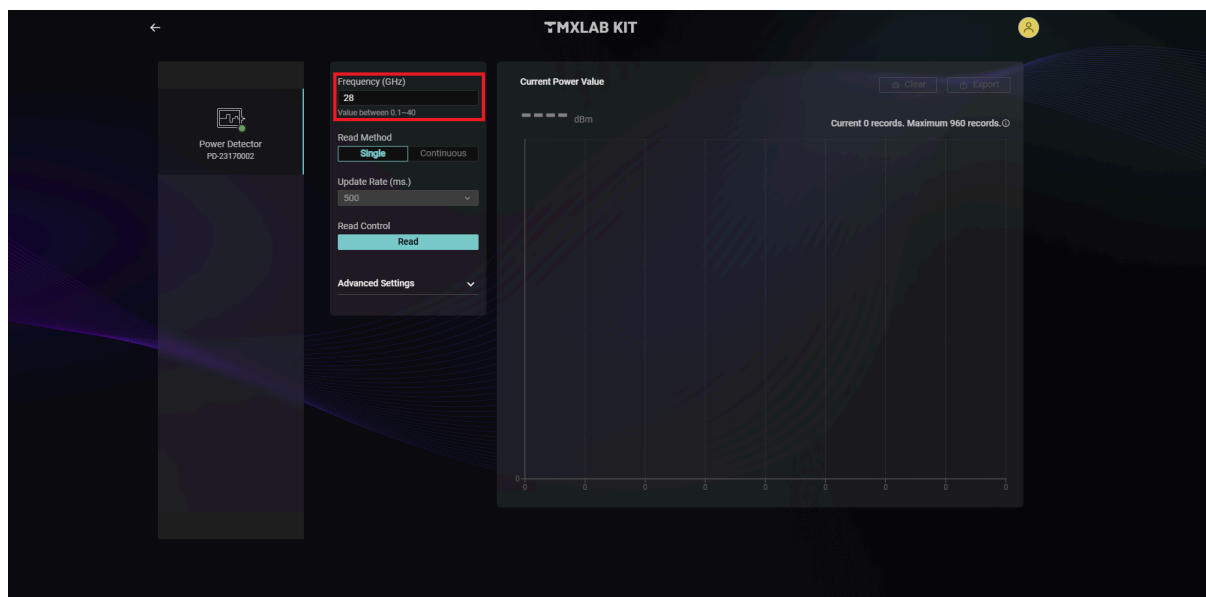 TMXLAB KIT
Power Detector
PD-23170002
Frequency (GHz)
28
Value between 0.1~40
Read Method
Single
Continuous
Update Rate (ms.)
500
Read Control
Read
Advanced Settings
Current Power Value
Clear
Export
---- dBm
Current 0 records. Maximum 960 records.
0
0 0 0 0 0 0 0 0 0